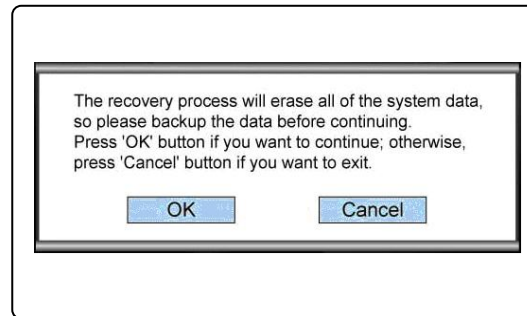 The recovery process will erase all of the system data,
so please backup the data before continuing.
Press 'OK' button if you want to continue; otherwise,
press 'Cancel' button if you want to exit.
OK Cancel